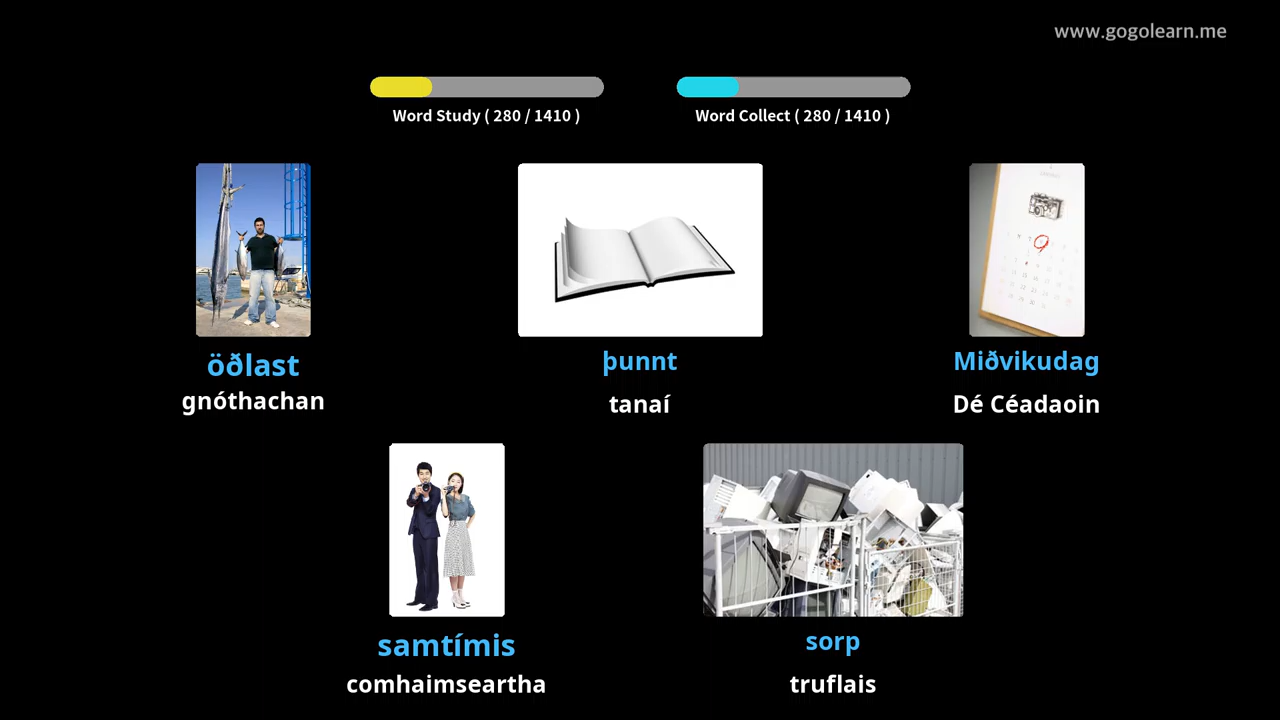 www.gogolearn.me
Word Study ( 280 / 1410 )
Word Collect ( 280 / 1410 )
öðlast
gnóthachan
þunnt
tanaí
Miðvikudag
Dé Céadaoin
samtímis
comhaimseartha
sorp
truflais